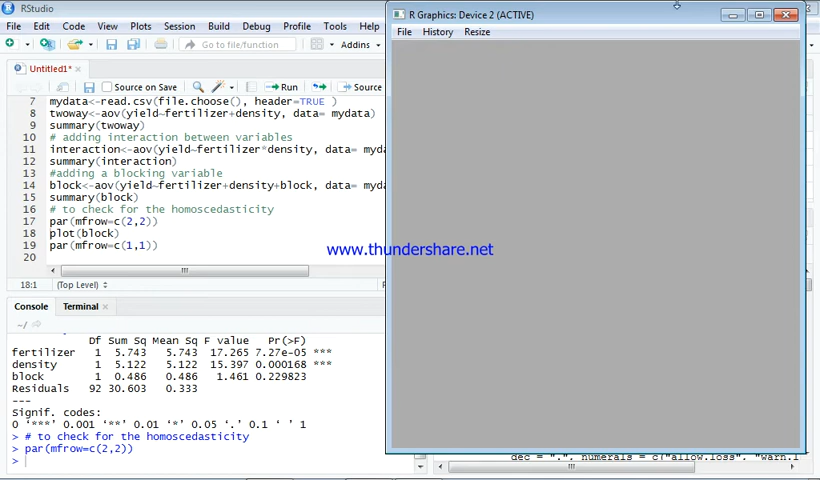 RStudio
File Edit Code View Plots Session Build Debug Profile Tools Help
Go to file/function
Addins
Untitled1*
Source on Save
Run
Source
7 mydata<-read.csv(file.choose(), header=TRUE )
8 twoway<-aov(yield~fertilizer+density, data= mydata)
9 summary(twoway)
10 # adding interaction between variables
11 interaction<-aov(yield~fertilizer*density, data= myda
12 summary(interaction)
13 #adding a blocking variable
14 block<-aov(yield~fertilizer+density+block, data= myda
15 summary(block)
16 # to check for the homoscedasticity
17 par(mfrow=c(2,2))
18 plot(block)
19 par(mfrow=c(1,1))
20
18:1 (Top Level)
Console Terminal
~/
Df Sum Sq Mean Sq F value Pr(>F)
fertilizer 1 5.743 5.743 17.265 7.27e-05 ***
density 1 5.122 5.122 15.397 0.000168 ***
block 1 0.486 0.486 1.461 0.229823
Residuals 92 30.603 0.333
---
Signif. codes:
0 ‘***’ 0.001 ‘**’ 0.01 ‘*’ 0.05 ‘.’ 0.1 ‘ ’ 1
> # to check for the homoscedasticity
> par(mfrow=c(2,2))
>
R Graphics: Device 2 (ACTIVE)
File History Resize
www.thundershare.net
dec = ".", numerals = c("allow.loss", "warn.l